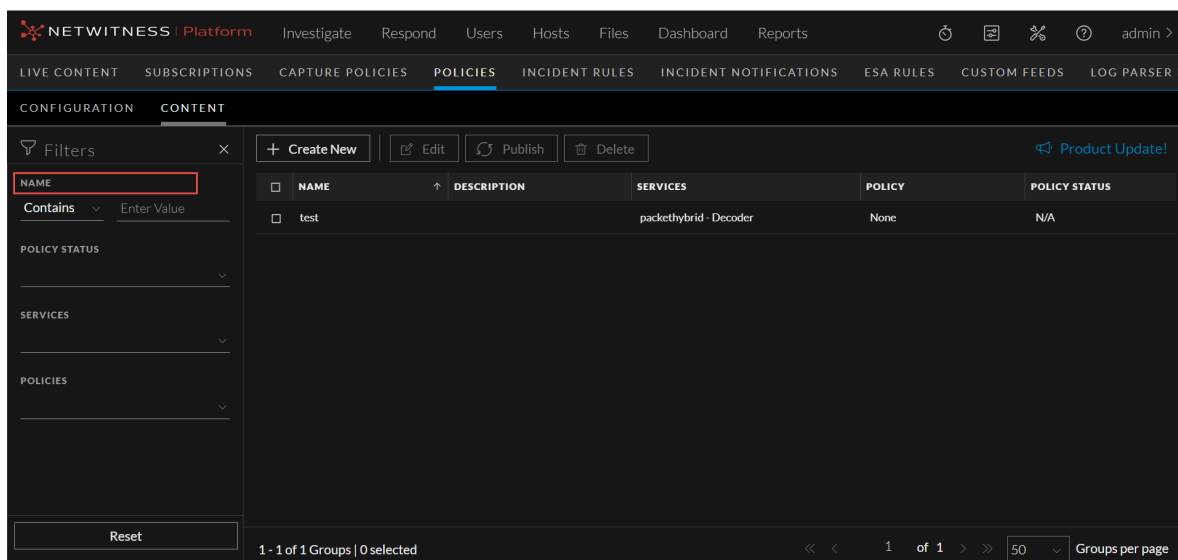 NETWITNESS | Platform Investigate Respond Users Hosts Files Dashboard Reports admin >
LIVE CONTENT SUBSCRIPTIONS CAPTURE POLICIES POLICIES INCIDENT RULES INCIDENT NOTIFICATIONS ESA RULES CUSTOM FEEDS LOG PARSER
CONFIGURATION CONTENT
Filters
NAME
Contains Enter Value
POLICY STATUS
SERVICES
POLICIES
Reset
+ Create New Edit Publish Delete Product Update!
NAME DESCRIPTION SERVICES POLICY POLICY STATUS
test packethybrid - Decoder None N/A
1 - 1 of 1 Groups | 0 selected << < 1 of 1 > >> 50 Groups per page